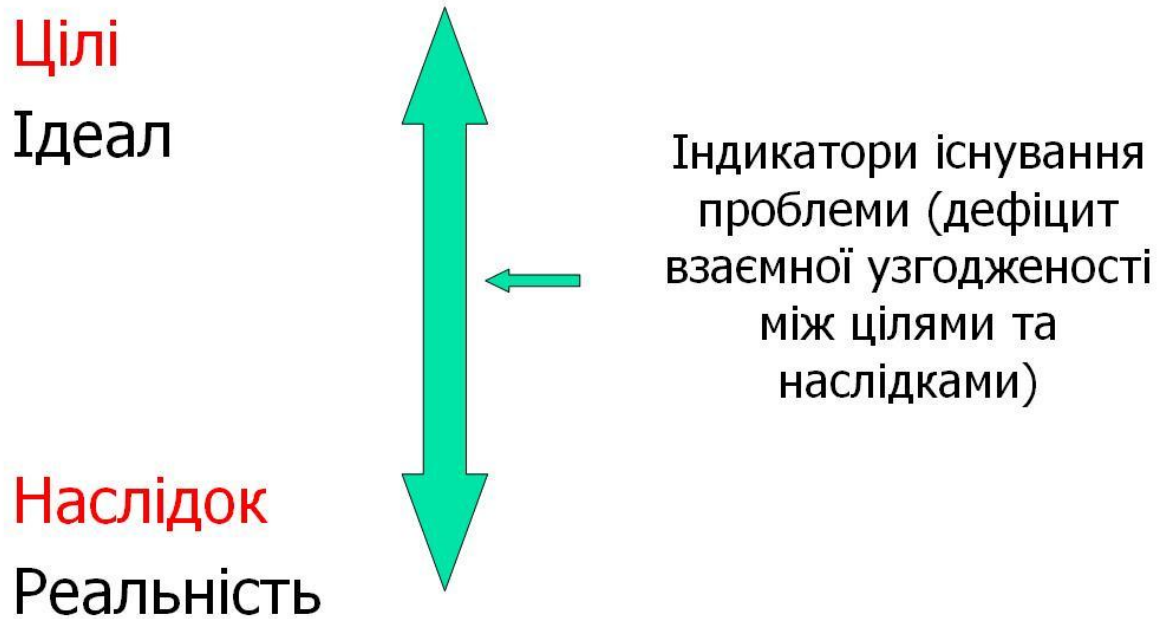 Цілі
Ідеал
Індикатори існування
проблеми (дефіцит
взаємної узгодженості
між цілями та
наслідками)
Наслідок
Реальність